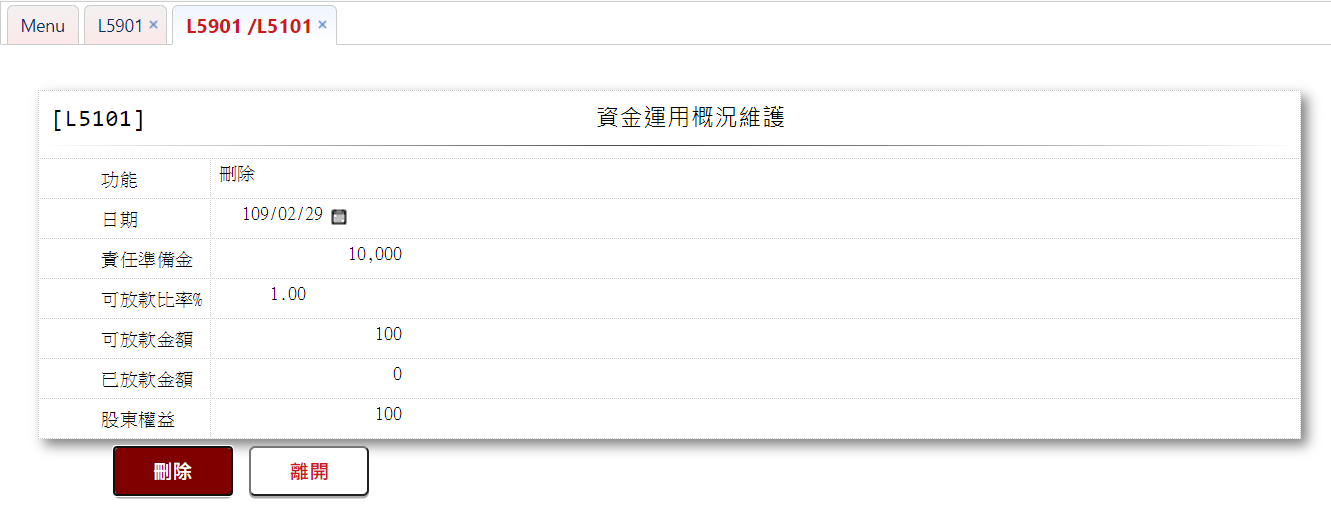 Menu L5901 × L5901 /L5101 ×
[L5101] 資金運用概況維護
功能 刪除
日期 109/02/29
責任準備金 10,000
可放款比率% 1.00
可放款金額 100
已放款金額 0
股東權益 100
刪除 離開